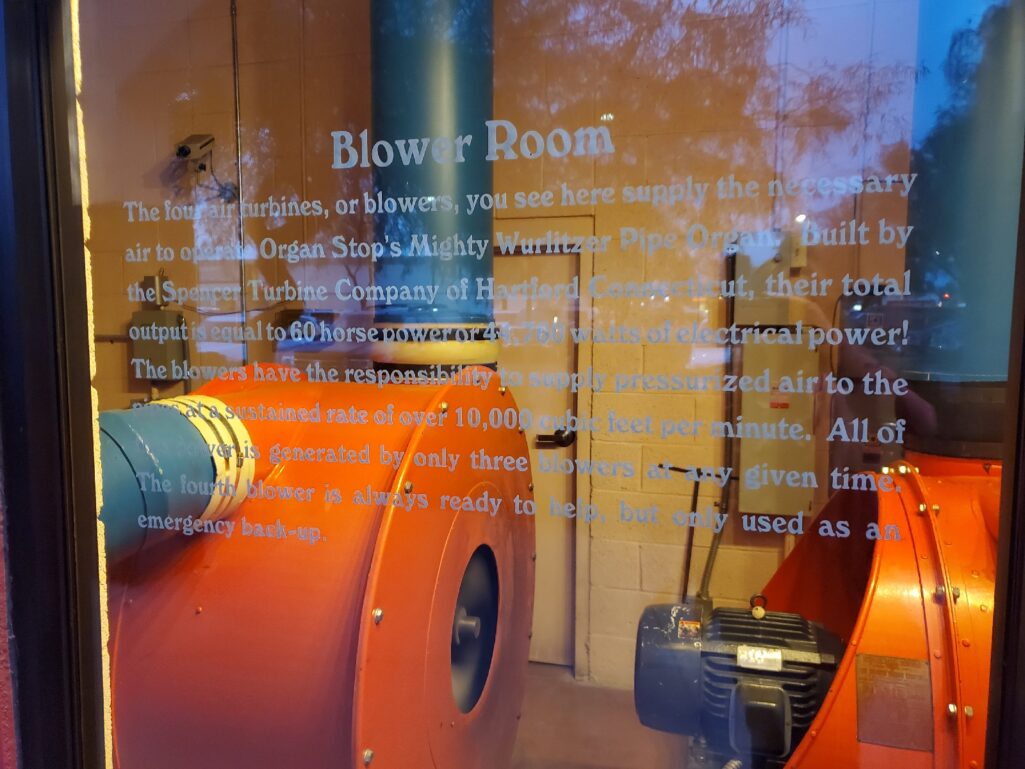 Blower Room
The four air turbines, or blowers, you see here supply the necessary
air to operate Organ Stop's Mighty Wurlitzer Pipe Organ. Built by
the Spencer Turbine Company of Hartford Connecticut, their total
output is equal to 60 horse power or 44,760 watts of electrical power!
The blowers have the responsibility to supply pressurized air to the
pipes at a sustained rate of over 10,000 cubic feet per minute. All of
is generated by only three blowers at any given time.
The fourth blower is always ready to help, but only used as an
emergency back-up.